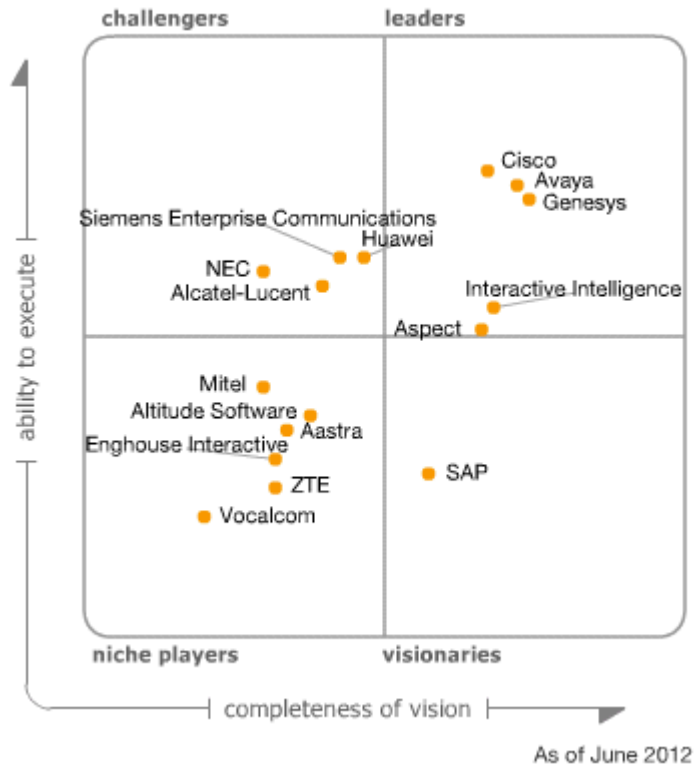 challengers
leaders
Cisco
Avaya
Genesys
Siemens Enterprise Communications
Huawei
NEC
Alcatel-Lucent
Interactive Intelligence
Aspect
ability to execute
Mitel
Altitude Software
Aastra
Enghouse Interactive
SAP
ZTE
Vocalcom
niche players
visionaries
completeness of vision
As of June 2012